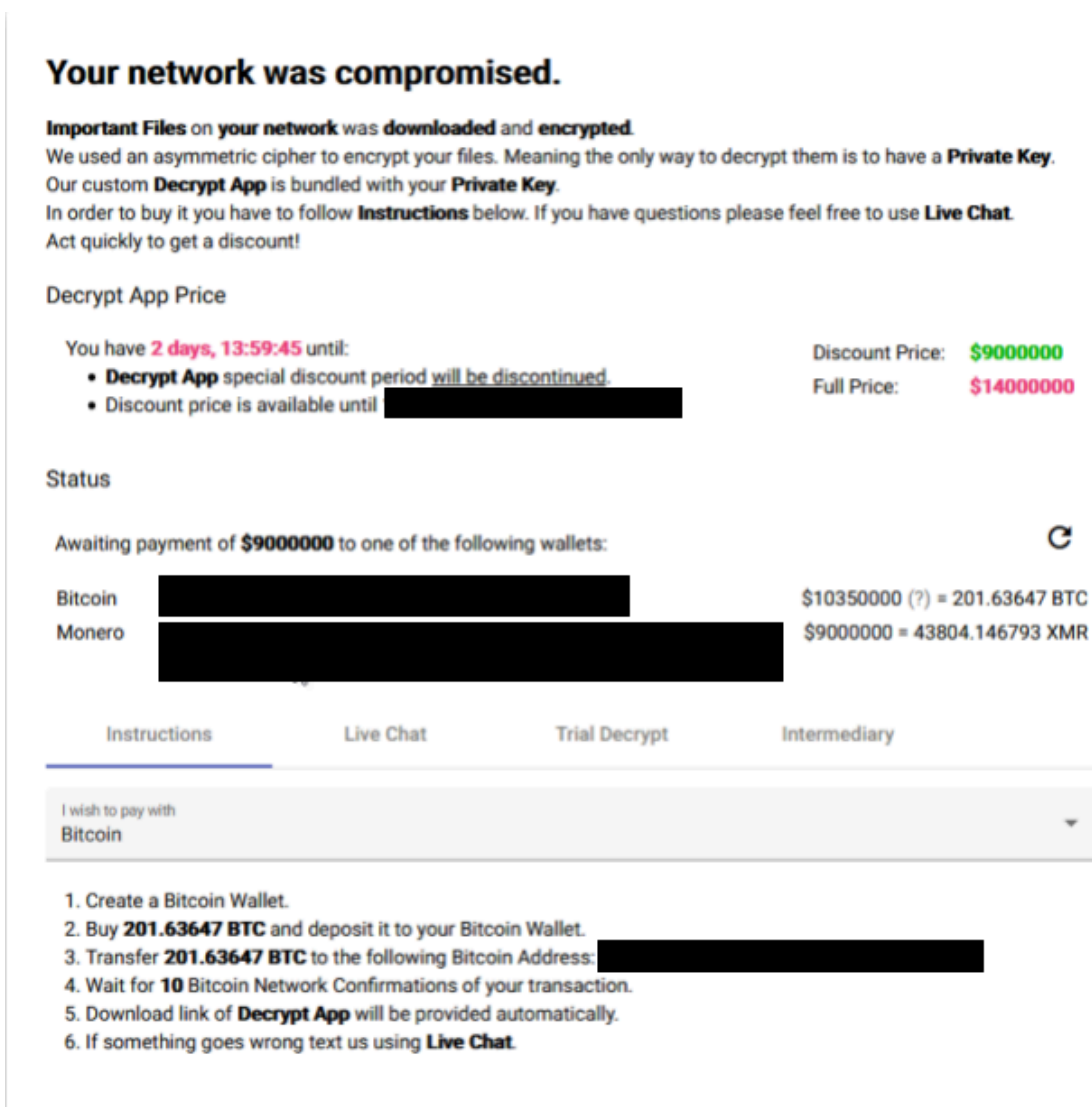 Your network was compromised.
Important Files on your network was downloaded and encrypted.
We used an asymmetric cipher to encrypt your files. Meaning the only way to decrypt them is to have a Private Key.
Our custom Decrypt App is bundled with your Private Key.
In order to buy it you have to follow Instructions below. If you have questions please feel free to use Live Chat.
Act quickly to get a discount!
Decrypt App Price
You have 2 days, 13:59:45 until:
• Decrypt App special discount period will be discontinued.
• Discount price is available until
Discount Price: $9000000
Full Price: $14000000
Status
Awaiting payment of $9000000 to one of the following wallets:
Bitcoin $10350000 (?) = 201.63647 BTC
Monero $9000000 = 43804.146793 XMR
Instructions Live Chat Trial Decrypt Intermediary
I wish to pay with
Bitcoin
1. Create a Bitcoin Wallet.
2. Buy 201.63647 BTC and deposit it to your Bitcoin Wallet.
3. Transfer 201.63647 BTC to the following Bitcoin Address:
4. Wait for 10 Bitcoin Network Confirmations of your transaction.
5. Download link of Decrypt App will be provided automatically.
6. If something goes wrong text us using Live Chat.